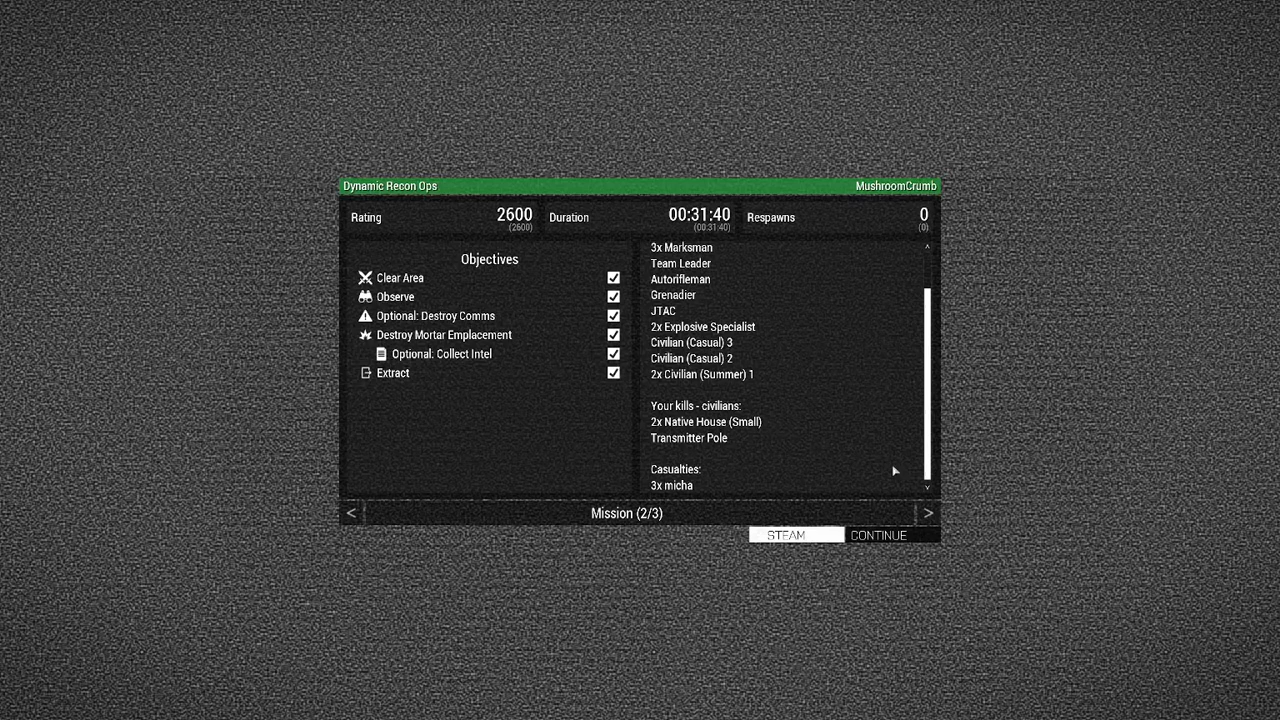 Dynamic Recon Ops MushroomCrumb
Rating 2600 Duration 00:31:40 Respawns 0
(2600) (00:31:40) (0)
Objectives
Clear Area
Observe
Optional: Destroy Comms
Destroy Mortar Emplacement
Optional: Collect Intel
Extract
3x Marksman
Team Leader
Autorifleman
Grenadier
JTAC
2x Explosive Specialist
Civilian (Casual) 3
Civilian (Casual) 2
2x Civilian (Summer) 1
Your kills - civilians:
2x Native House (Small)
Transmitter Pole
Casualties:
3x micha
< Mission (2/3) >
STEAM CONTINUE